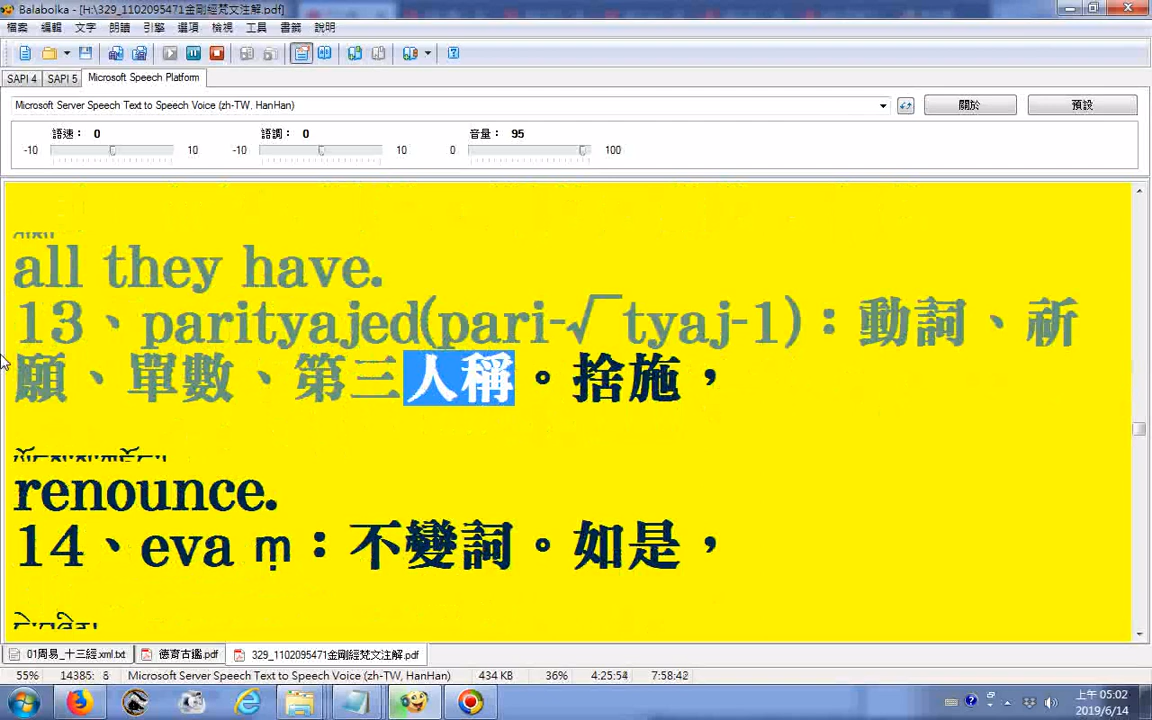 Balabolka - [H:\329_1102095471金剛經梵文注解.pdf]
檔案 編輯 文字 朗讀 引擎 選項 檢視 工具 書籤 說明
SAPI 4 SAPI 5 Microsoft Speech Platform
Microsoft Server Speech Text to Speech Voice (zh-TW, HanHan) 關於 預設
語速： 0 語調： 0 音量： 95
-10 10 -10 10 0 100
all they have.
13、parityajed(pari-√ tyaj-1)：動詞、祈
願、單數、第三人稱。捨施，
renounce.
14、eva ṃ：不變詞。如是，
01周易_十三經.xml.txt 德育古鑑.pdf 329_1102095471金剛經梵文注解.pdf
55% 14385: 8 Microsoft Server Speech Text to Speech Voice (zh-TW, HanHan) 434 KB 36% 4:25:54 7:58:42
上午 05:02
2019/6/14